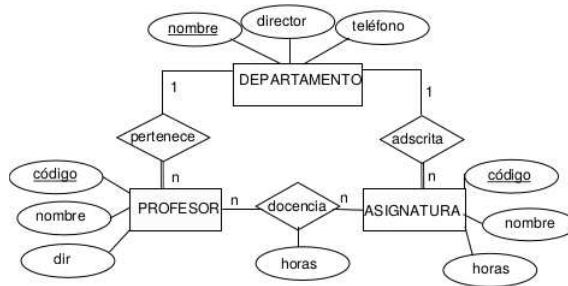 director
nombre
teléfono
DEPARTAMENTO
1
1
pertenece
adscrita
código
n
n
código
PROFESOR
n
docencia
n
ASIGNATURA
nombre
nombre
dir
horas
horas